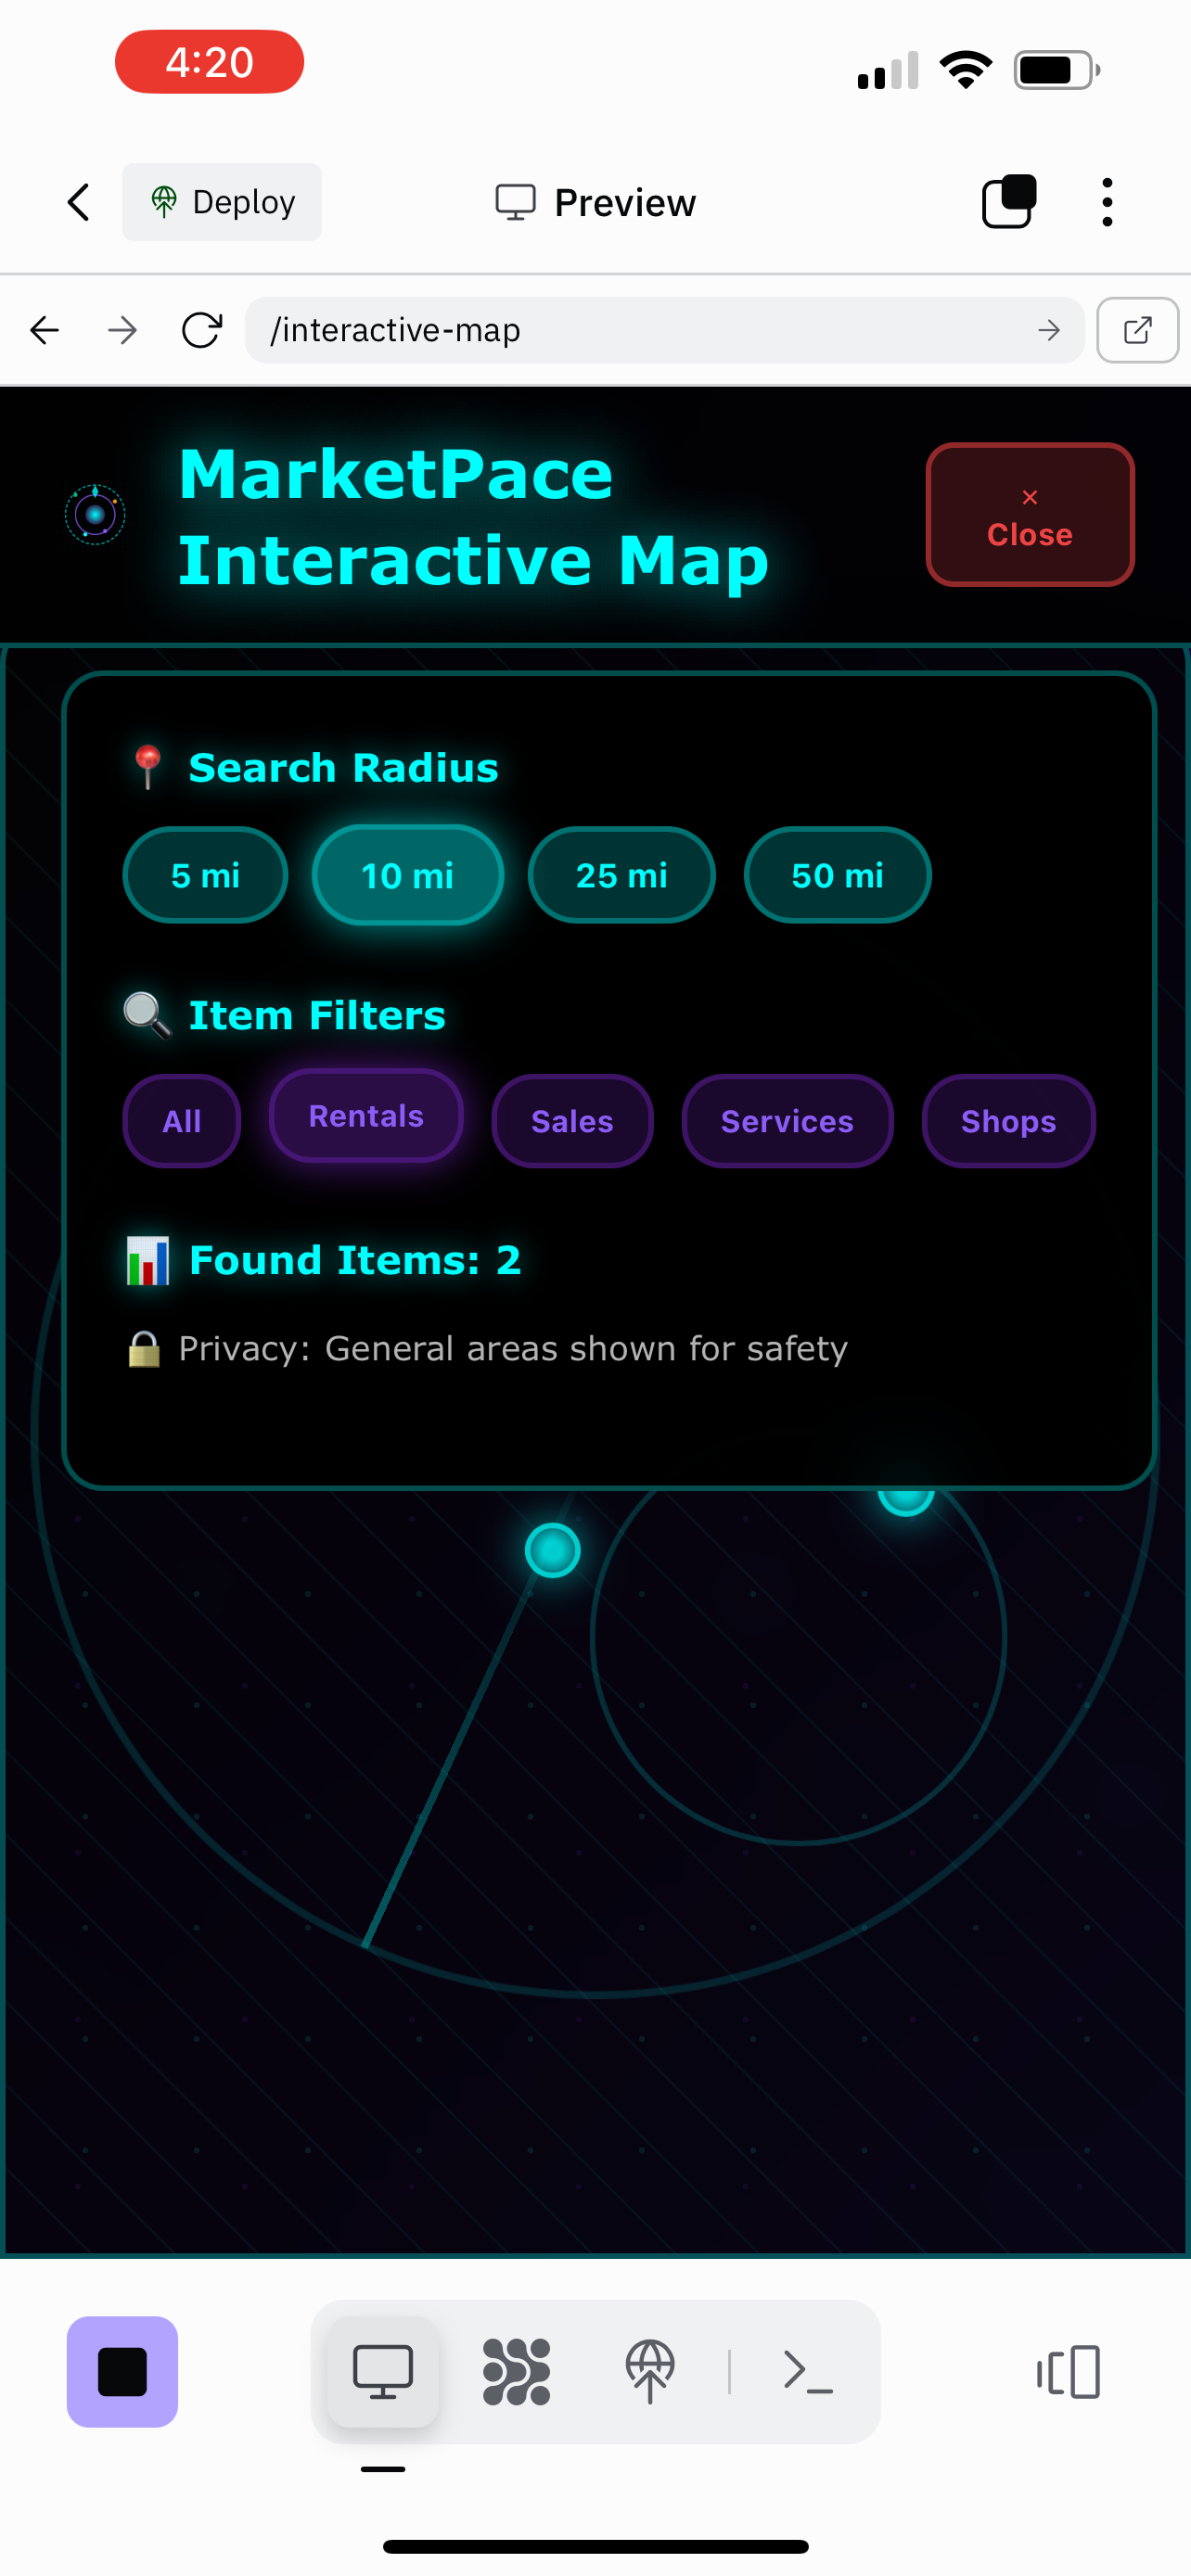 4:20
Deploy
Preview
/interactive-map
MarketPace
Interactive Map
×
Close
📍 Search Radius
5 mi
10 mi
25 mi
50 mi
🔍 Item Filters
All
Rentals
Sales
Services
Shops
📊 Found Items: 2
🔒 Privacy: General areas shown for safety